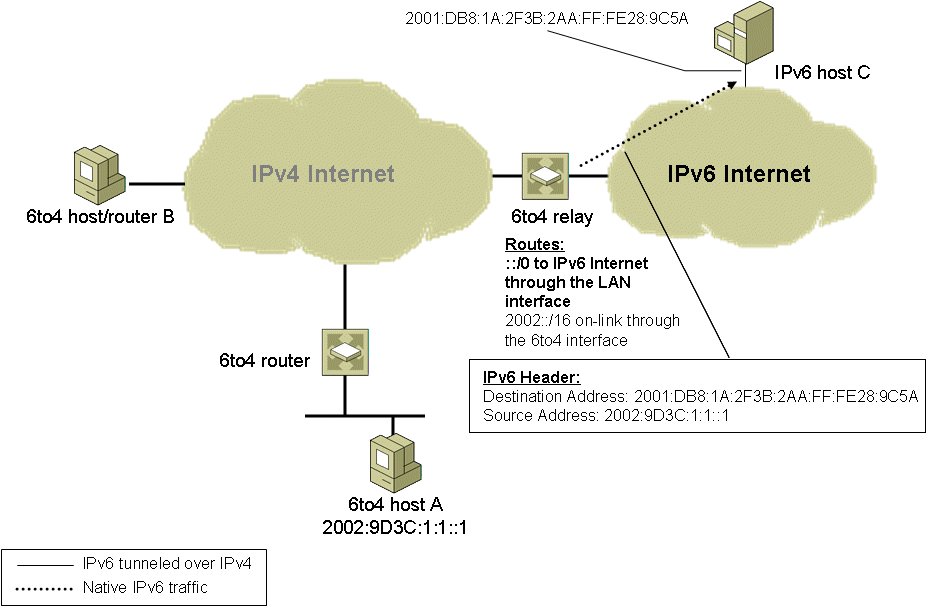 2001:DB8:1A:2F3B:2AA:FF:FE28:9C5A
IPv6 host C
IPv4 Internet
IPv6 Internet
6to4 host/router B
6to4 relay
Routes:
::/0 to IPv6 Internet
through the LAN
interface
2002::/16 on-link through
the 6to4 interface
6to4 router
IPv6 Header:
Destination Address: 2001:DB8:1A:2F3B:2AA:FF:FE28:9C5A
Source Address: 2002:9D3C:1:1::1
6to4 host A
2002:9D3C:1:1::1
IPv6 tunneled over IPv4
Native IPv6 traffic